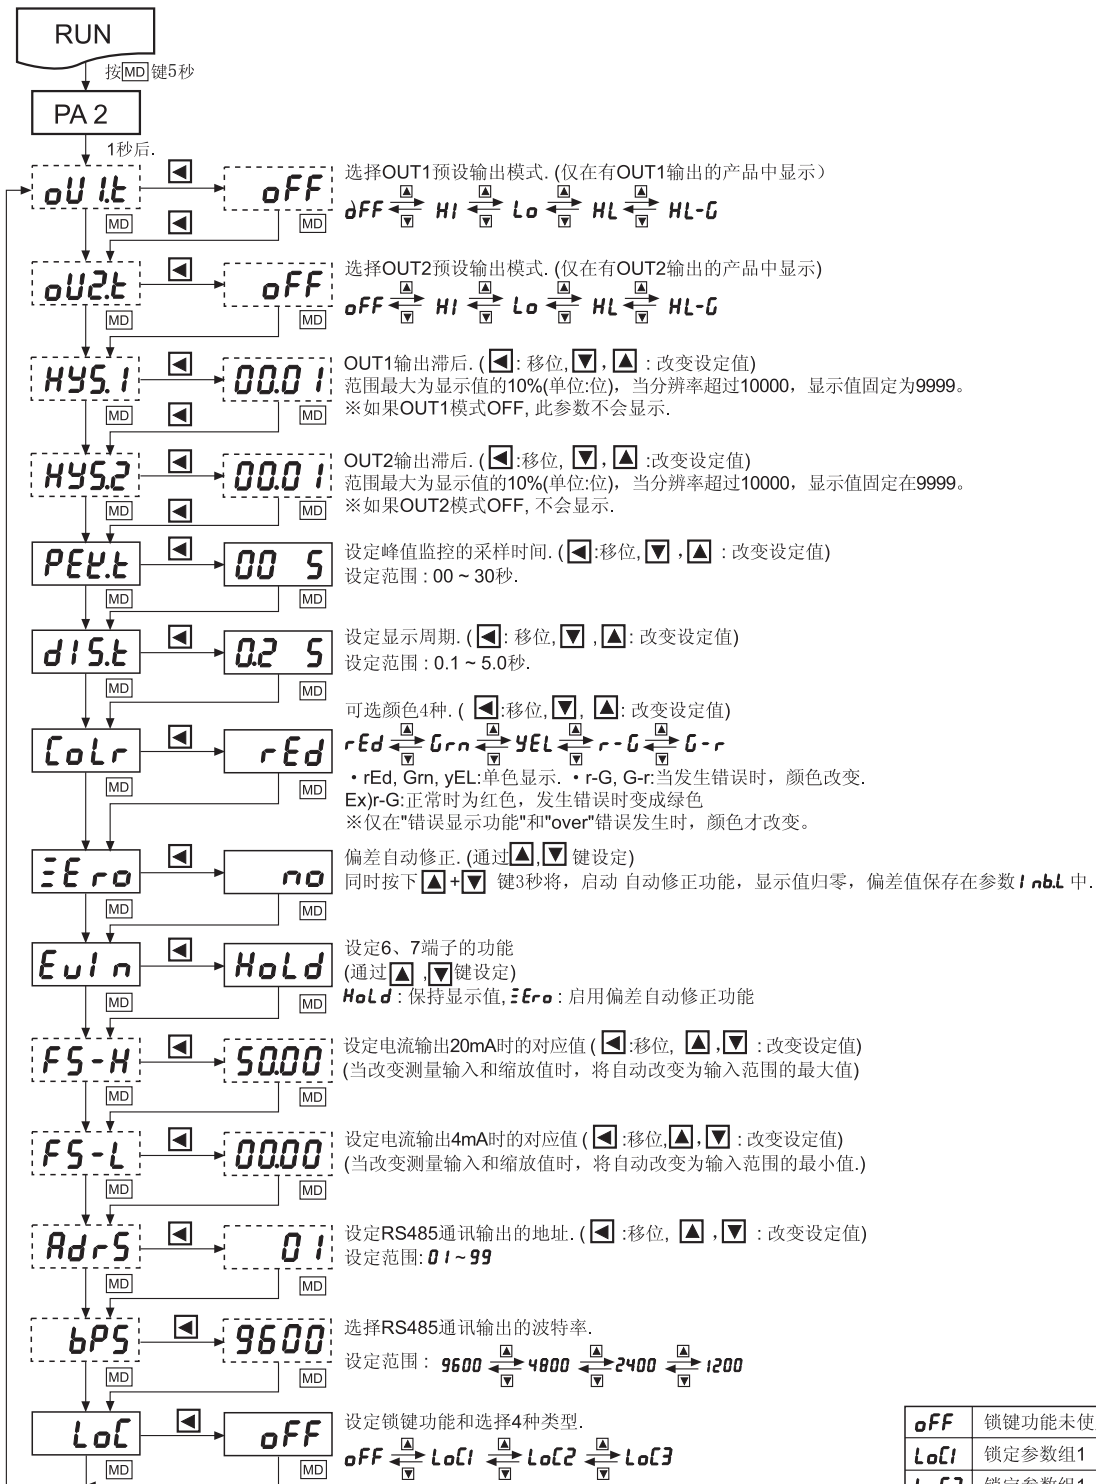 RUN
按MD键5秒
PA 2
1秒后.
oU1.t
oFF
MD
MD
选择OUT1预设输出模式. (仅在有OUT1输出的产品中显示）
oFF HI Lo HL HL-G
oU2.t
oFF
MD
MD
选择OUT2预设输出模式. (仅在有OUT2输出的产品中显示)
oFF HI Lo HL HL-G
HYS.1
00.01
MD
MD
OUT1输出滞后. (◀: 移位,▼，▲ : 改变设定值)
范围最大为显示值的10%(单位:位)，当分辨率超过10000，显示值固定为9999。
※如果OUT1模式OFF, 此参数不会显示.
HYS.2
00.01
MD
MD
OUT2输出滞后. (◀:移位, ▼，▲ :改变设定值)
范围最大为显示值的10%(单位:位)，当分辨率超过10000，显示值固定在9999。
※如果OUT2模式OFF, 不会显示.
PEK.t
00 S
MD
MD
设定峰值监控的采样时间. (◀:移位,▼ ，▲ : 改变设定值)
设定范围 : 00 ~ 30秒.
dIS.t
0.2 S
MD
MD
设定显示周期. (◀: 移位,▼ ,▲: 改变设定值)
设定范围 : 0.1 ~ 5.0秒.
CoLr
rEd
MD
MD
可选颜色4种. ( ◀:移位,▼, ▲: 改变设定值)
rEd Grn YEL r-G G-r
• rEd, Grn, yEL:单色显示. • r-G, G-r:当发生错误时，颜色改变.
Ex)r-G:正常时为红色，发生错误时变成绿色
※仅在"错误显示功能"和"over"错误发生时，颜色才改变。
ZEro
no
MD
MD
偏差自动修正. (通过▲,▼ 键设定)
同时按下▲+▼ 键3秒将，启动 自动修正功能，显示值归零，偏差值保存在参数Inb.L 中.
EvIn
HoLd
MD
MD
设定6、7端子的功能
(通过▲ ,▼键设定)
HoLd : 保持显示值, ZEro : 启用偏差自动修正功能
FS-H
50.00
MD
MD
设定电流输出20mA时的对应值 ( ◀:移位, ▲ ,▼ : 改变设定值)
(当改变测量输入和缩放值时，将自动改变为输入范围的最大值)
FS-L
00.00
MD
MD
设定电流输出4mA时的对应值 ( ◀ :移位,▲，▼ : 改变设定值)
(当改变测量输入和缩放值时，将自动改变为输入范围的最小值.)
AdrS
01
MD
MD
设定RS485通讯输出的地址. ( ◀ :移位, ▲ ,▼ : 改变设定值)
设定范围: 01 ~ 99
bPS
9600
MD
MD
选择RS485通讯输出的波特率.
设定范围 : 9600 4800 2400 1200
LoC
oFF
MD
MD
设定锁键功能和选择4种类型.
oFF LoC1 LoC2 LoC3
oFF 锁键功能未使
LoC1 锁定参数组1